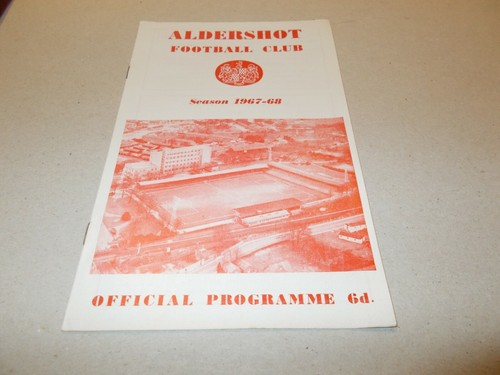 ALDERSHOT
FOOTBALL CLUB
Season 1967-68
OFFICIAL PROGRAMME 6d.